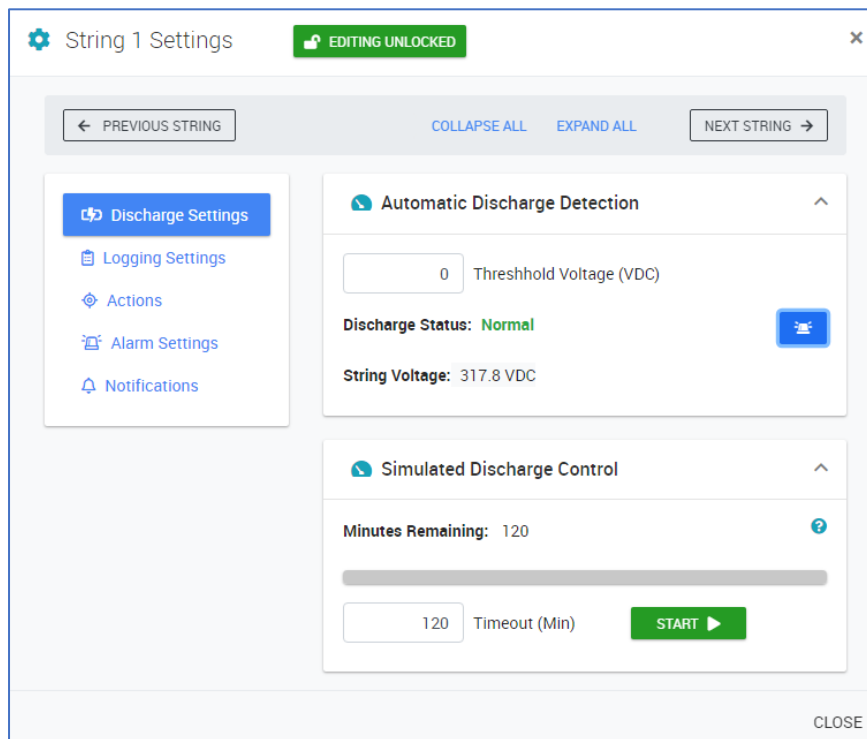 String 1 Settings
EDITING UNLOCKED
×
PREVIOUS STRING
COLLAPSE ALL
EXPAND ALL
NEXT STRING
Discharge Settings
Logging Settings
Actions
Alarm Settings
Notifications
Automatic Discharge Detection
0 Threshhold Voltage (VDC)
Discharge Status: Normal
String Voltage: 317.8 VDC
Simulated Discharge Control
Minutes Remaining: 120
?
120 Timeout (Min)
START
CLOSE